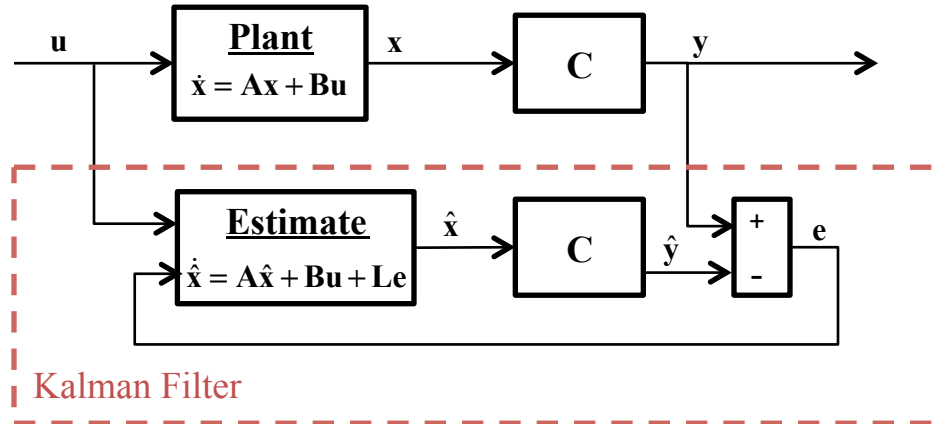 u
Plant
ẋ = Ax + Bu
x
C
y
Estimate
x̂̇ = Ax̂ + Bu + Le
x̂
C
ŷ
+
-
e
Kalman Filter